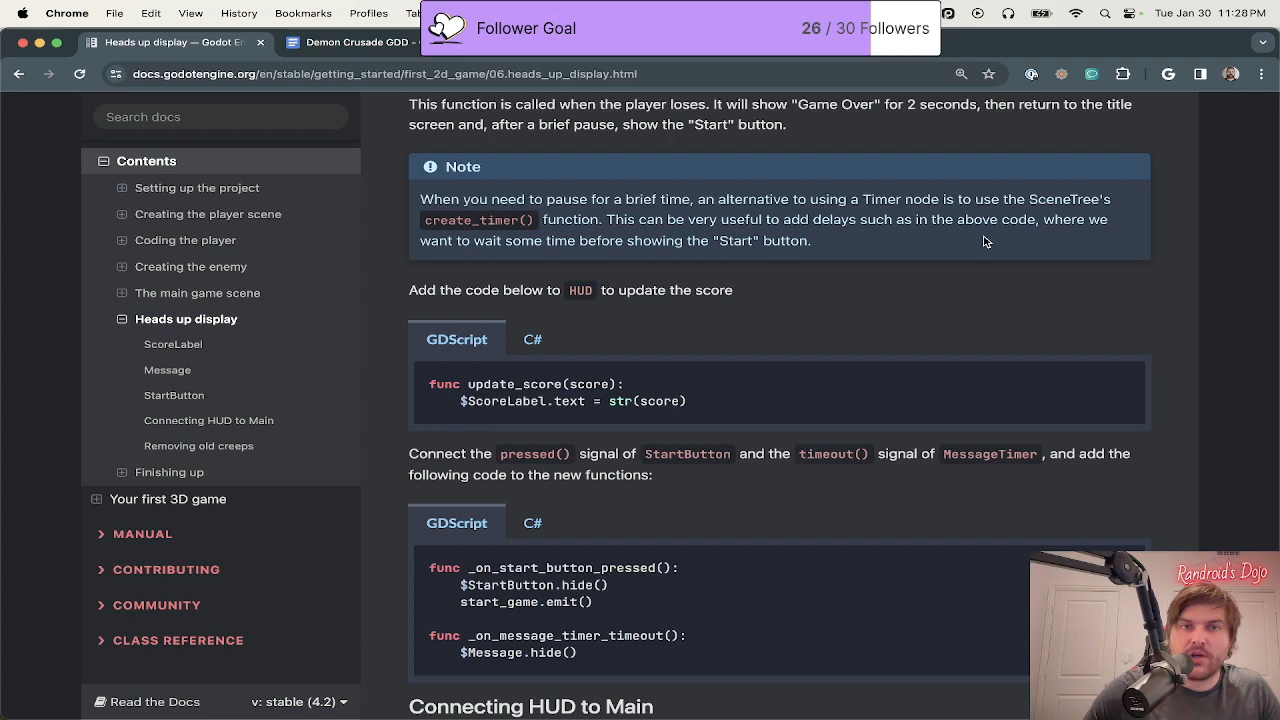 Chrome File Edit View History Bookmarks Profiles
Tue Jan 30 11:28 PM
Follower Goal
26 / 30 Followers
Heads up display — Godot En
Demon Crusade GDD -
docs.godotengine.org/en/stable/getting_started/first_2d_game/06.heads_up_display.html
Search docs
Contents
Setting up the project
Creating the player scene
Coding the player
Creating the enemy
The main game scene
Heads up display
ScoreLabel
Message
StartButton
Connecting HUD to Main
Removing old creeps
Finishing up
Your first 3D game
MANUAL
CONTRIBUTING
COMMUNITY
CLASS REFERENCE
Read the Docs
v: stable (4.2)
This function is called when the player loses. It will show "Game Over" for 2 seconds, then return to the title
screen and, after a brief pause, show the "Start" button.
Note
When you need to pause for a brief time, an alternative to using a Timer node is to use the SceneTree's
create_timer() function. This can be very useful to add delays such as in the above code, where we
want to wait some time before showing the "Start" button.
Add the code below to HUD to update the score
GDScript C#
func update_score(score):
$ScoreLabel.text = str(score)
Connect the pressed() signal of StartButton and the timeout() signal of MessageTimer, and add the
following code to the new functions:
GDScript C#
func _on_start_button_pressed():
$StartButton.hide()
start_game.emit()
func _on_message_timer_timeout():
$Message.hide()
Connecting HUD to Main
Randroid's Dojo